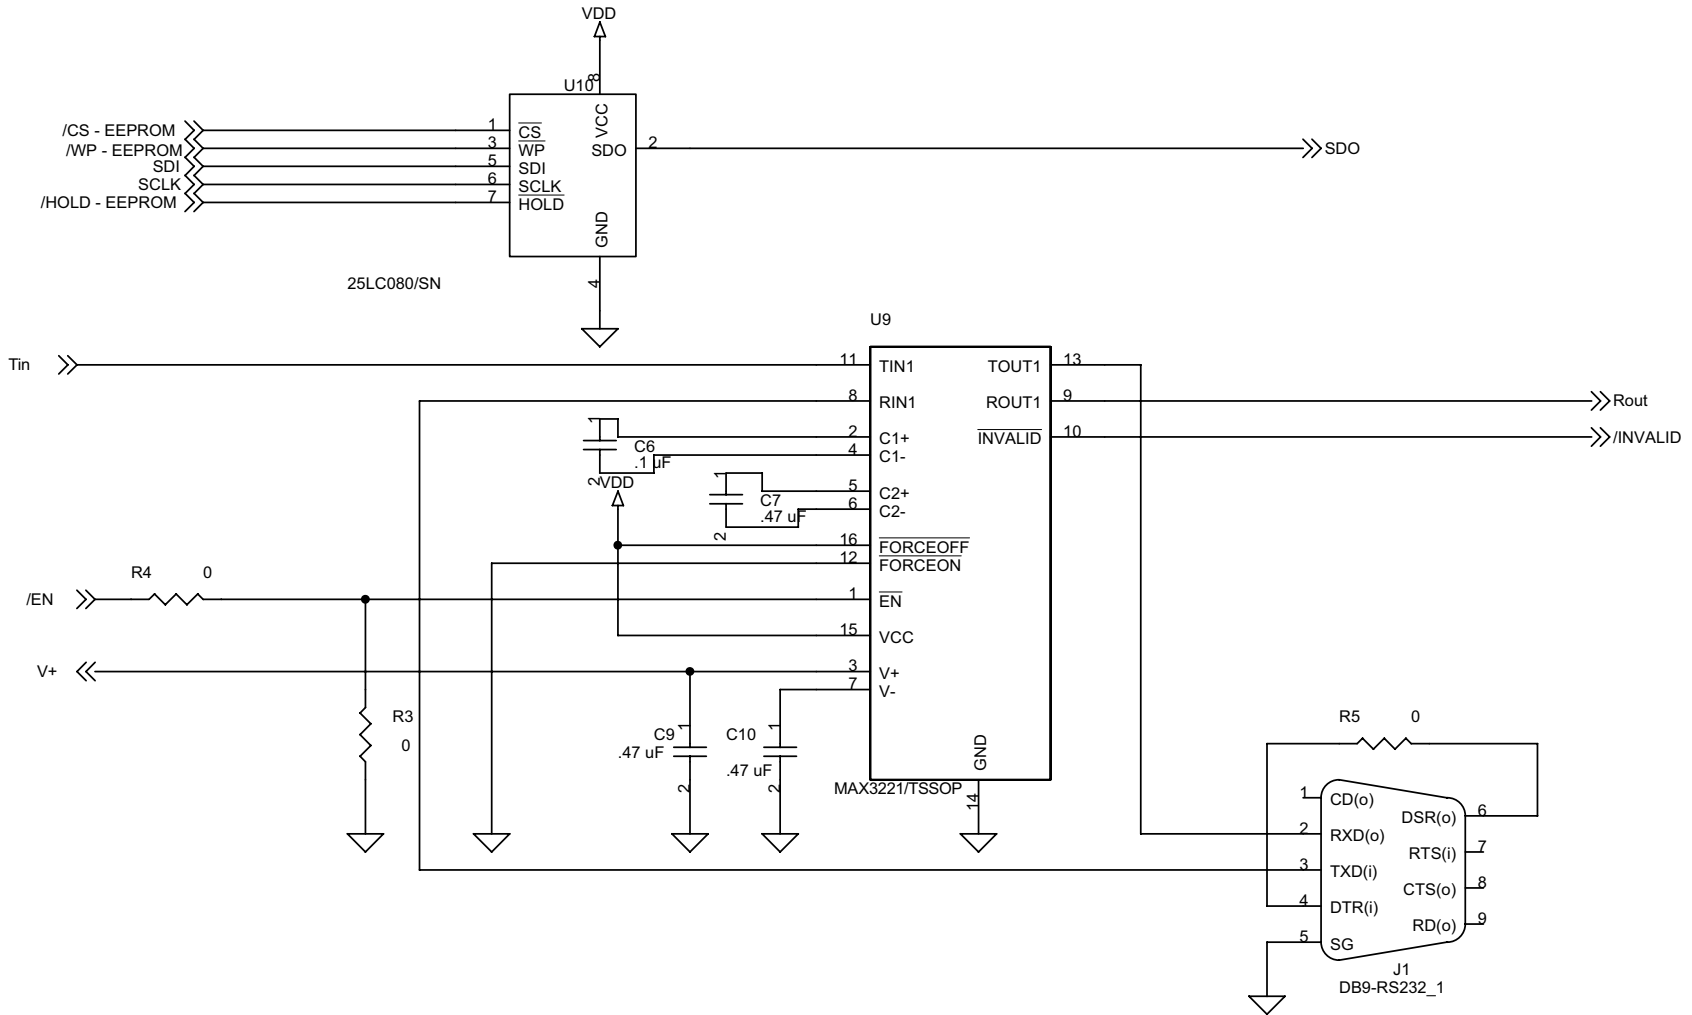 VDD
U10
8
/CS - EEPROM
1
CS
VCC
/WP - EEPROM
3
WP
SDO
2
SDO
SDI
5
SDI
SCLK
6
SCLK
/HOLD - EEPROM
7
HOLD
GND
25LC080/SN
4
U9
Tin
11
TIN1
TOUT1
13
8
RIN1
ROUT1
9
Rout
1
2
C1+
INVALID
10
/INVALID
C6
.1 uF
4
C1-
2
VDD
1
5
C2+
C7
.47 uF
6
C2-
2
16
FORCEOFF
12
FORCEON
R4
0
/EN
1
EN
15
VCC
V+
3
V+
7
V-
R3
0
C9
1
.47 uF
2
C10
1
.47 uF
2
GND
MAX3221/TSSOP
14
R5
0
1
CD(o)
DSR(o)
6
2
RXD(o)
RTS(i)
7
3
TXD(i)
CTS(o)
8
4
DTR(i)
RD(o)
9
5
SG
J1
DB9-RS232_1